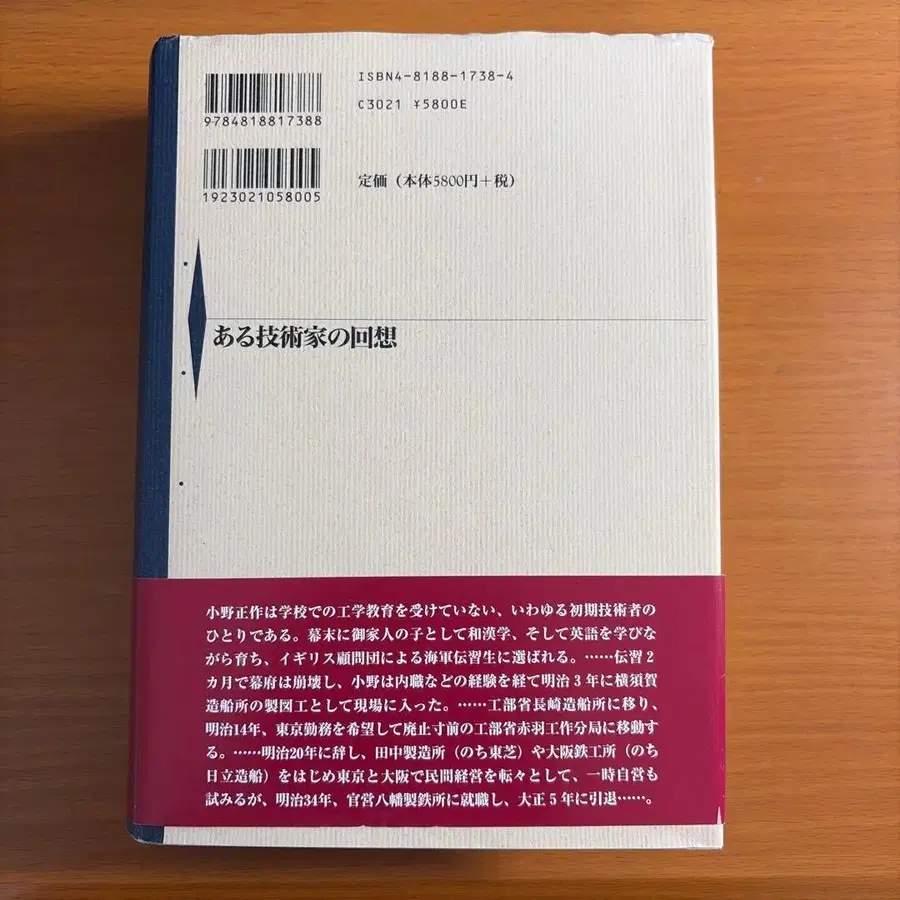 ISBN4-8188-1738-4
C3021 ¥5800E
9784818817388
1923021058005
定価（本体5800円＋税）
ある技術家の回想
小野正作は学校での工学教育を受けていない、いわゆる初期技術者の
ひとりである。幕末に御家人の子として和漢学、そして英語を学びな
がら育ち、イギリス顧問団による海軍伝習生に選ばれる。……伝習２
カ月で幕府は崩壊し、小野は内職などの経験を経て明治３年に横須賀
造船所の製図工として現場に入った。……工部省長崎造船所に移り、
明治14年、東京勤務を希望して廃止寸前の工部省赤羽工作分局に移動す
る。……明治20年に辞し、田中製造所（のち東芝）や大阪鉄工所（のち
日立造船）をはじめ東京と大阪で民間経営を転々として、一時自営も
試みるが、明治34年、官営八幡製鉄所に就職し、大正５年に引退……。